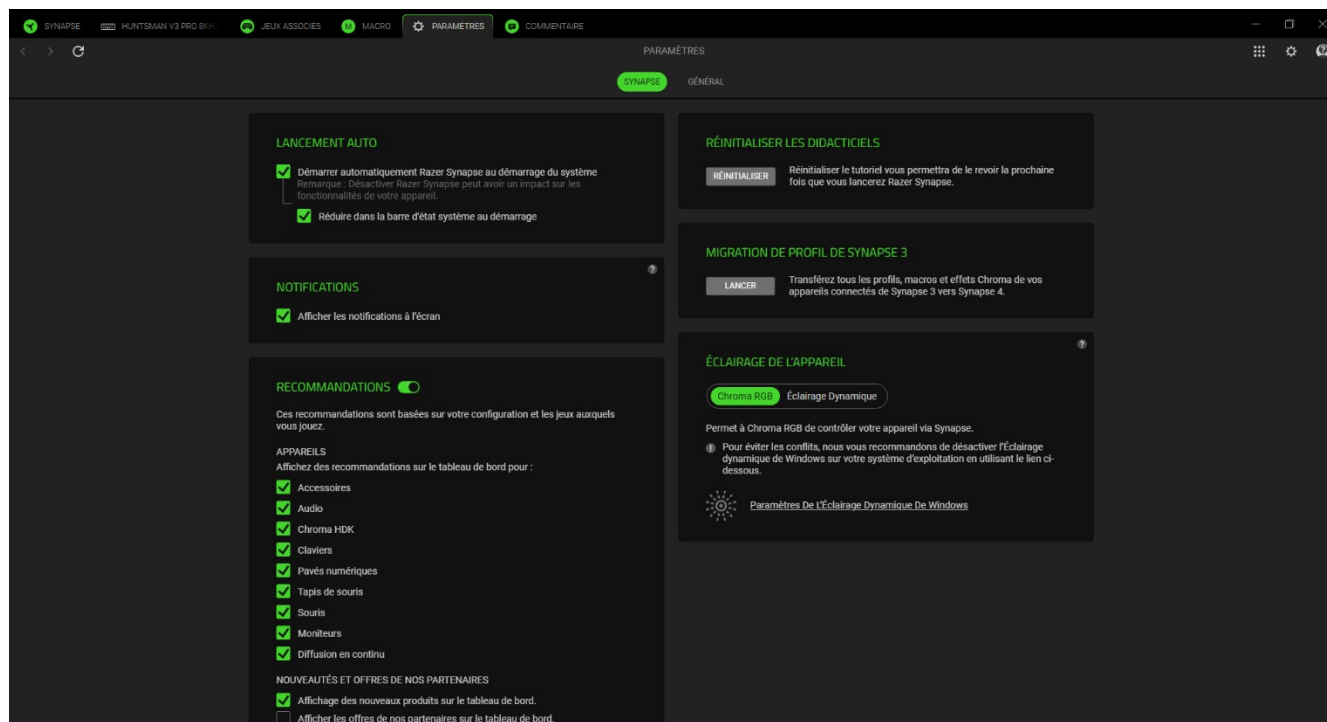 SYNAPSE
HUNTSMAN V3 PRO 8KHZ
JEUX ASSOCIÉS
MACRO
PARAMÈTRES
COMMENTAIRE
PARAMÈTRES
SYNAPSE
GÉNÉRAL
LANCEMENT AUTO
Démarrer automatiquement Razer Synapse au démarrage du système
Remarque : Désactiver Razer Synapse peut avoir un impact sur les
fonctionnalités de votre appareil.
Réduire dans la barre d'état système au démarrage
NOTIFICATIONS
Afficher les notifications à l'écran
RECOMMANDATIONS
Ces recommandations sont basées sur votre configuration et les jeux auxquels
vous jouez.
APPAREILS
Affichez des recommandations sur le tableau de bord pour :
Accessoires
Audio
Chroma HDK
Claviers
Pavés numériques
Tapis de souris
Souris
Moniteurs
Diffusion en continu
NOUVEAUTÉS ET OFFRES DE NOS PARTENAIRES
Affichage des nouveaux produits sur le tableau de bord.
Afficher les offres de nos partenaires sur le tableau de bord.
RÉINITIALISER LES DIDACTICIELS
RÉINITIALISER
Réinitialiser le tutoriel vous permettra de le revoir la prochaine
fois que vous lancerez Razer Synapse.
MIGRATION DE PROFIL DE SYNAPSE 3
LANCER
Transférez tous les profils, macros et effets Chroma de vos
appareils connectés de Synapse 3 vers Synapse 4.
ÉCLAIRAGE DE L'APPAREIL
Chroma RGB
Éclairage Dynamique
Permet à Chroma RGB de contrôler votre appareil via Synapse.
Pour éviter les conflits, nous vous recommandons de désactiver l'Éclairage
dynamique de Windows sur votre système d'exploitation en utilisant le lien ci-
dessous.
Paramètres De L'Éclairage Dynamique De Windows